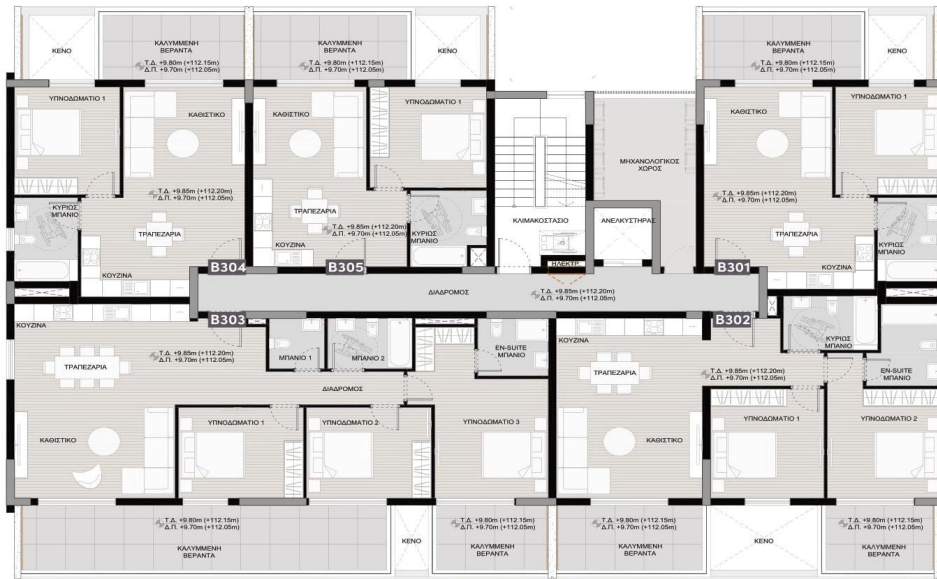 ΚΕΝΟ
ΚΑΛΥΜΜΕΝΗ
ΒΕΡΑΝΤΑ
Τ.Δ. +9.80m (+112.15m)
Δ.Π. +9.70m (+112.05m)
ΚΑΛΥΜΜΕΝΗ
ΒΕΡΑΝΤΑ
Τ.Δ. +9.80m (+112.15m)
Δ.Π. +9.70m (+112.05m)
ΚΕΝΟ
ΚΑΛΥΜΜΕΝΗ
ΒΕΡΑΝΤΑ
Τ.Δ. +9.80m (+112.15m)
Δ.Π. +9.70m (+112.05m)
ΚΕΝΟ
ΥΠΝΟΔΩΜΑΤΙΟ 1
ΚΑΘΙΣΤΙΚΟ
ΚΑΘΙΣΤΙΚΟ
ΥΠΝΟΔΩΜΑΤΙΟ 1
ΚΑΘΙΣΤΙΚΟ
ΥΠΝΟΔΩΜΑΤΙΟ 1
ΜΗΧΑΝΟΛΟΓΙΚΟΣ
ΧΩΡΟΣ
Τ.Δ. +9.85m (+112.20m)
Δ.Π. +9.70m (+112.05m)
Τ.Δ. +9.85m (+112.20m)
Δ.Π. +9.70m (+112.05m)
ΚΥΡΙΩΣ
ΜΠΑΝΙΟ
ΤΡΑΠΕΖΑΡΙΑ
ΤΡΑΠΕΖΑΡΙΑ
Τ.Δ. +9.85m (+112.20m)
Δ.Π. +9.70m (+112.05m)
ΚΥΡΙΩΣ
ΜΠΑΝΙΟ
ΚΛΙΜΑΚΟΣΤΑΣΙΟ
ΑΝΕΛΚΥΣΤΗΡΑΣ
ΤΡΑΠΕΖΑΡΙΑ
ΚΥΡΙΩΣ
ΜΠΑΝΙΟ
ΚΟΥΖΙΝΑ
ΚΟΥΖΙΝΑ
ΗΛΕΚΤΡ.
ΚΟΥΖΙΝΑ
B304
B305
B301
ΔΙΑΔΡΟΜΟΣ
Τ.Δ. +9.85m (+112.20m)
Δ.Π. +9.70m (+112.05m)
B303
B302
ΚΟΥΖΙΝΑ
ΤΡΑΠΕΖΑΡΙΑ
Τ.Δ. +9.85m (+112.20m)
Δ.Π. +9.70m (+112.05m)
ΜΠΑΝΙΟ 1
ΜΠΑΝΙΟ 2
EN-SUITE
ΜΠΑΝΙΟ
ΚΟΥΖΙΝΑ
ΤΡΑΠΕΖΑΡΙΑ
Τ.Δ. +9.85m (+112.20m)
Δ.Π. +9.70m (+112.05m)
ΚΥΡΙΩΣ
ΜΠΑΝΙΟ
EN-SUITE
ΜΠΑΝΙΟ
ΔΙΑΔΡΟΜΟΣ
ΚΑΘΙΣΤΙΚΟ
ΥΠΝΟΔΩΜΑΤΙΟ 1
ΥΠΝΟΔΩΜΑΤΙΟ 2
ΥΠΝΟΔΩΜΑΤΙΟ 3
ΚΑΘΙΣΤΙΚΟ
ΥΠΝΟΔΩΜΑΤΙΟ 1
ΥΠΝΟΔΩΜΑΤΙΟ 2
Τ.Δ. +9.80m (+112.15m)
Δ.Π. +9.70m (+112.05m)
ΚΑΛΥΜΜΕΝΗ
ΒΕΡΑΝΤΑ
ΚΕΝΟ
Τ.Δ. +9.80m (+112.15m)
Δ.Π. +9.70m (+112.05m)
ΚΑΛΥΜΜΕΝΗ
ΒΕΡΑΝΤΑ
Τ.Δ. +9.80m (+112.15m)
Δ.Π. +9.70m (+112.05m)
ΚΑΛΥΜΜΕΝΗ
ΒΕΡΑΝΤΑ
ΚΕΝΟ
Τ.Δ. +9.80m (+112.15m)
Δ.Π. +9.70m (+112.05m)
ΚΑΛΥΜΜΕΝΗ
ΒΕΡΑΝΤΑ